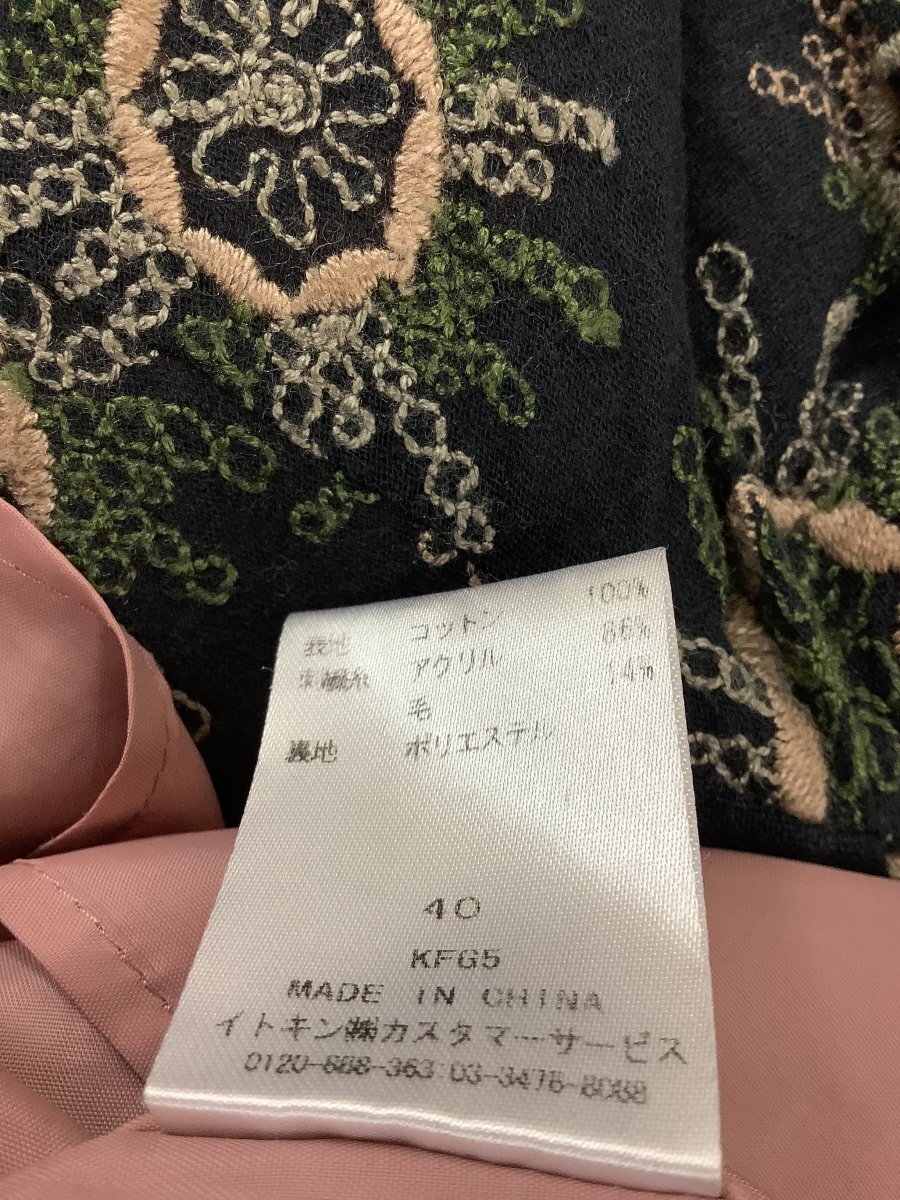 表地 コットン 100%
刺繍糸 アクリル 86%
毛 14%
裏地 ポリエステル
40
KFG5
MADE IN CHINA
イトキン㈱カスタマーサービス
0120-888-363:03-3478-8088